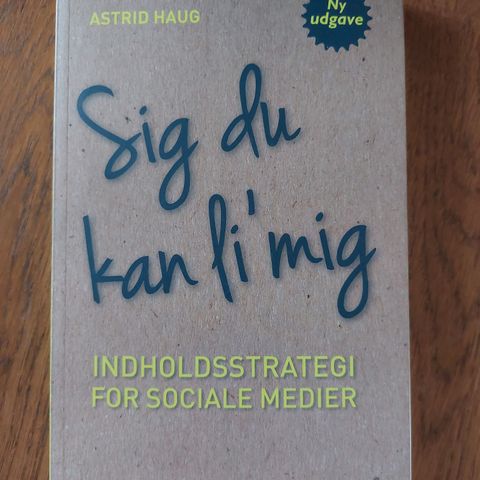 ASTRID HAUG
Ny
udgave
Sig du
kan li' mig
INDHOLDSSTRATEGI
FOR SOCIALE MEDIER